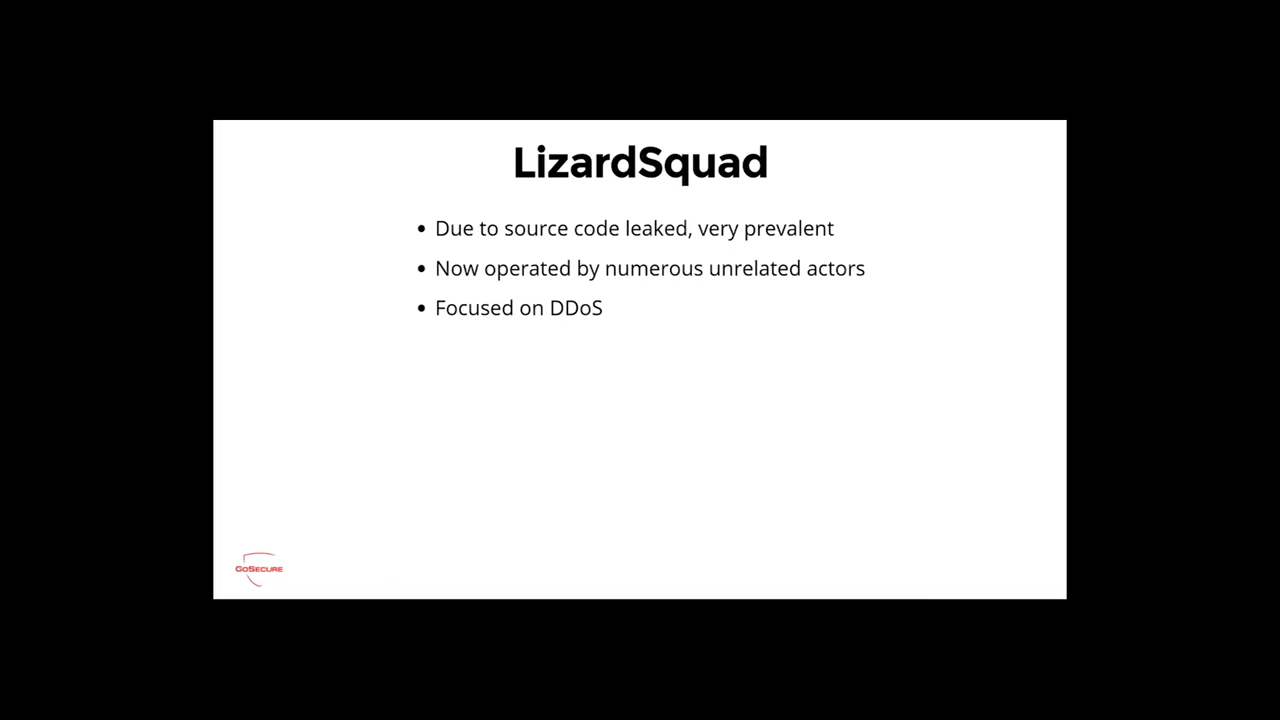 LizardSquad
• Due to source code leaked, very prevalent
• Now operated by numerous unrelated actors
• Focused on DDoS
GoSecure